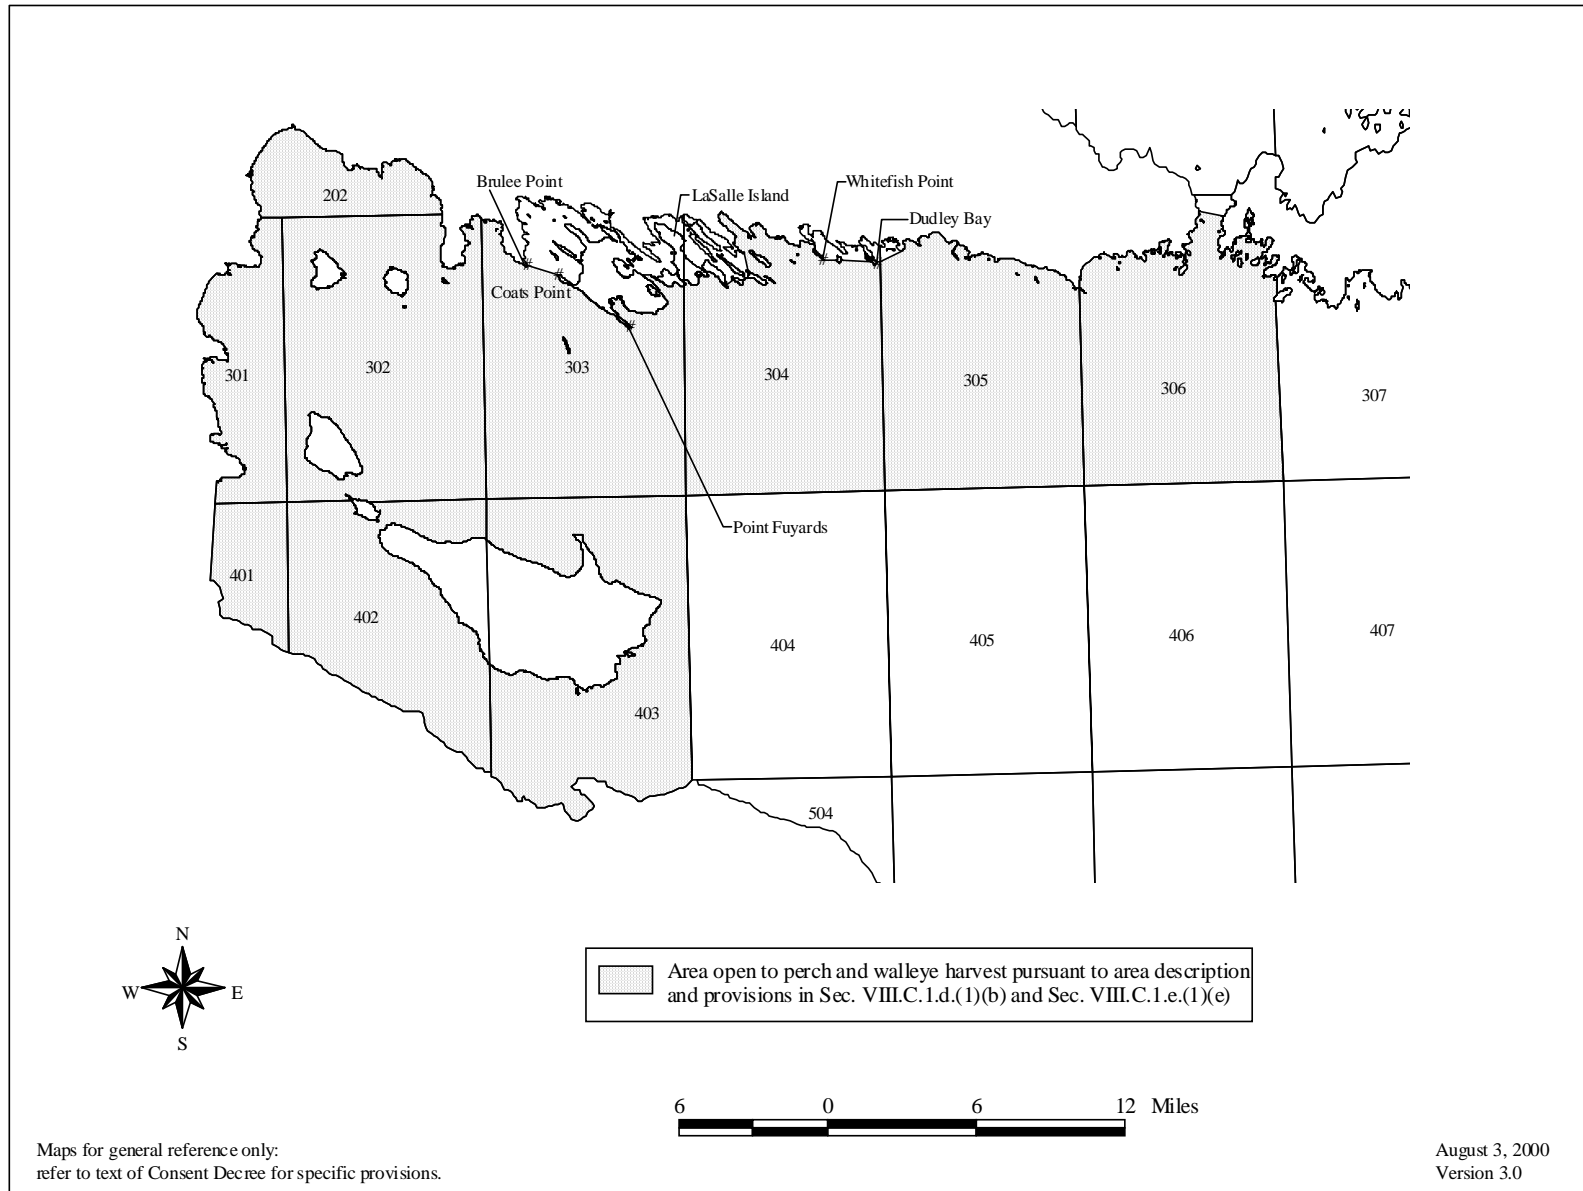 202
Brulee Point
LaSalle Island
Whitefish Point
Dudley Bay
Coats Point
301
302
303
304
305
306
307
Point Fuyards
401
402
403
404
405
406
407
504
N
W
E
S
Area open to perch and walleye harvest pursuant to area description
and provisions in Sec. VIII.C.1.d.(1)(b) and Sec. VIII.C.1.e.(1)(e)
6 0 6 12 Miles
Maps for general reference only:
refer to text of Consent Decree for specific provisions.
August 3, 2000
Version 3.0